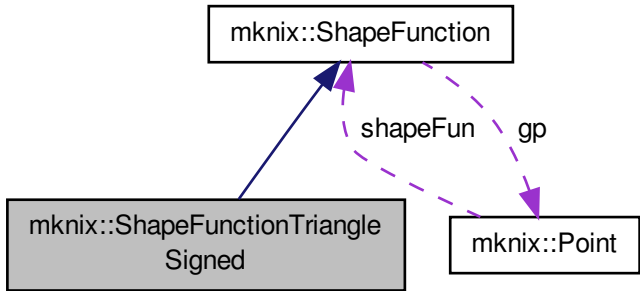 mknix::ShapeFunction
shapeFun
gp
mknix::ShapeFunctionTriangle
Signed
mknix::Point